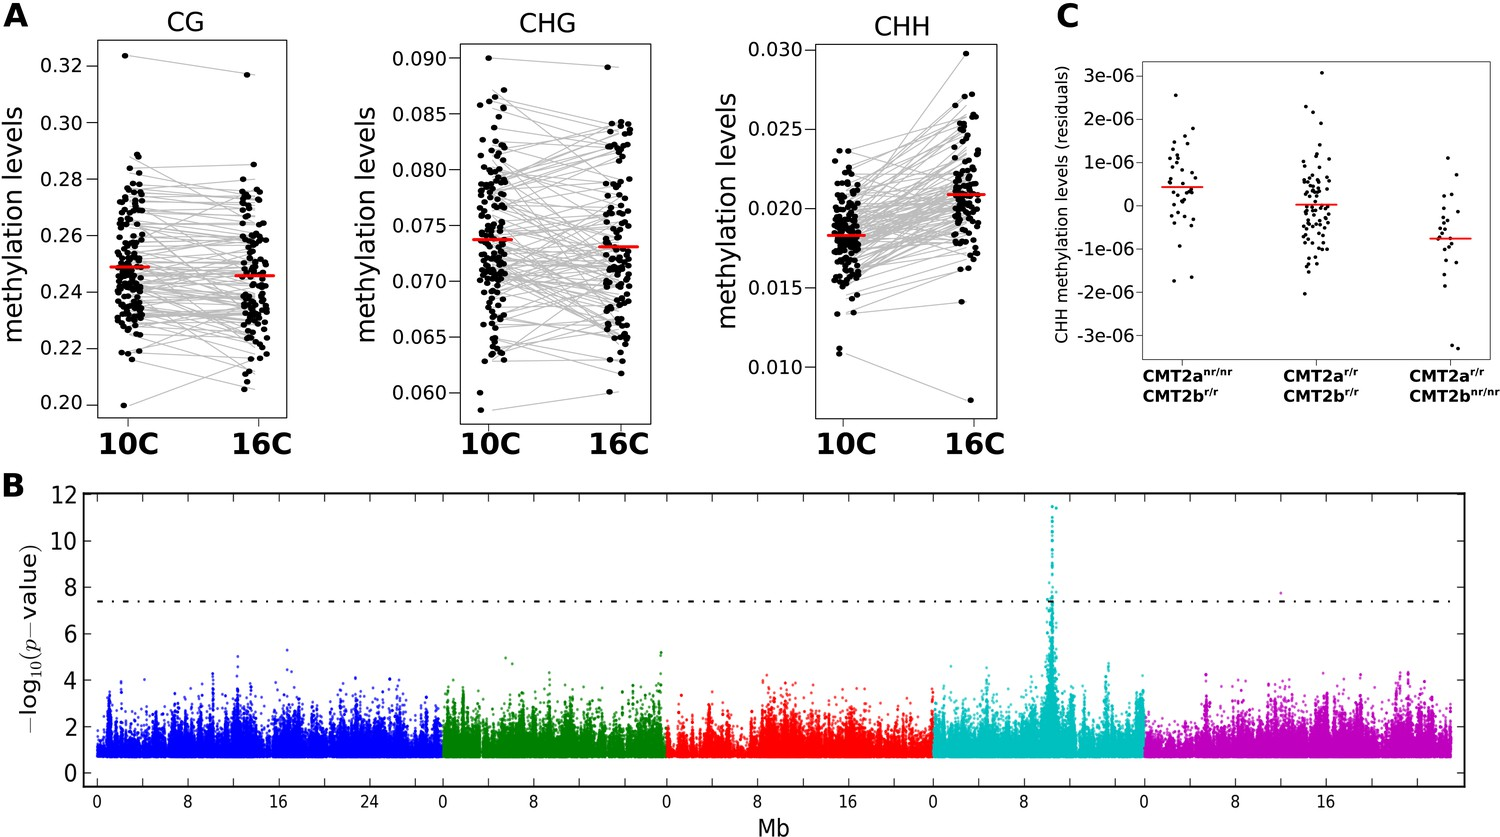 A
CG
methylation levels
0.32
0.30
0.28
0.26
0.24
0.22
0.20
10C 16C
CHG
methylation levels
0.090
0.085
0.080
0.075
0.070
0.065
0.060
10C 16C
CHH
methylation levels
0.030
0.025
0.020
0.015
0.010
10C 16C
C
CHH methylation levels (residuals)
3e-06
2e-06
1e-06
0
-1e-06
-2e-06
-3e-06
CMT2a^nr/nr CMT2a^r/r CMT2a^r/r
CMT2b^r/r CMT2b^r/r CMT2b^nr/nr
B
−log₁₀(p−value)
12
10
8
6
4
2
0
0 8 16 24 0 8 0 8 16 0 8 0 8 16
Mb